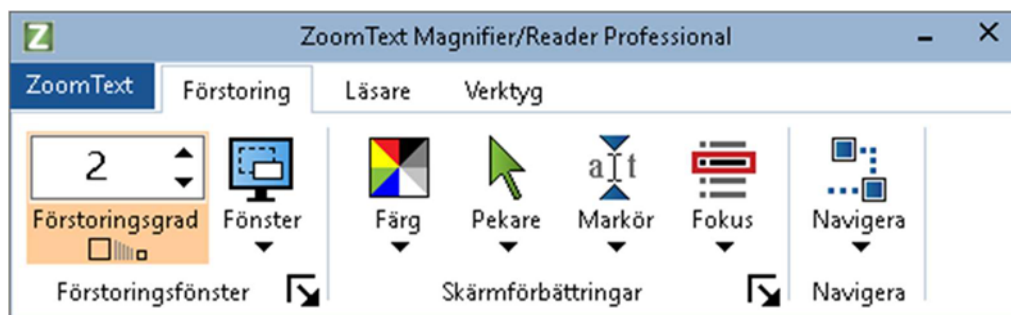 Z ZoomText Magnifier/Reader Professional
ZoomText Förstoring Läsare Verktyg
2
Förstoringsgrad Fönster Färg Pekare Markör Fokus Navigera
a t
Förstoringsfönster Skärmförbättringar Navigera